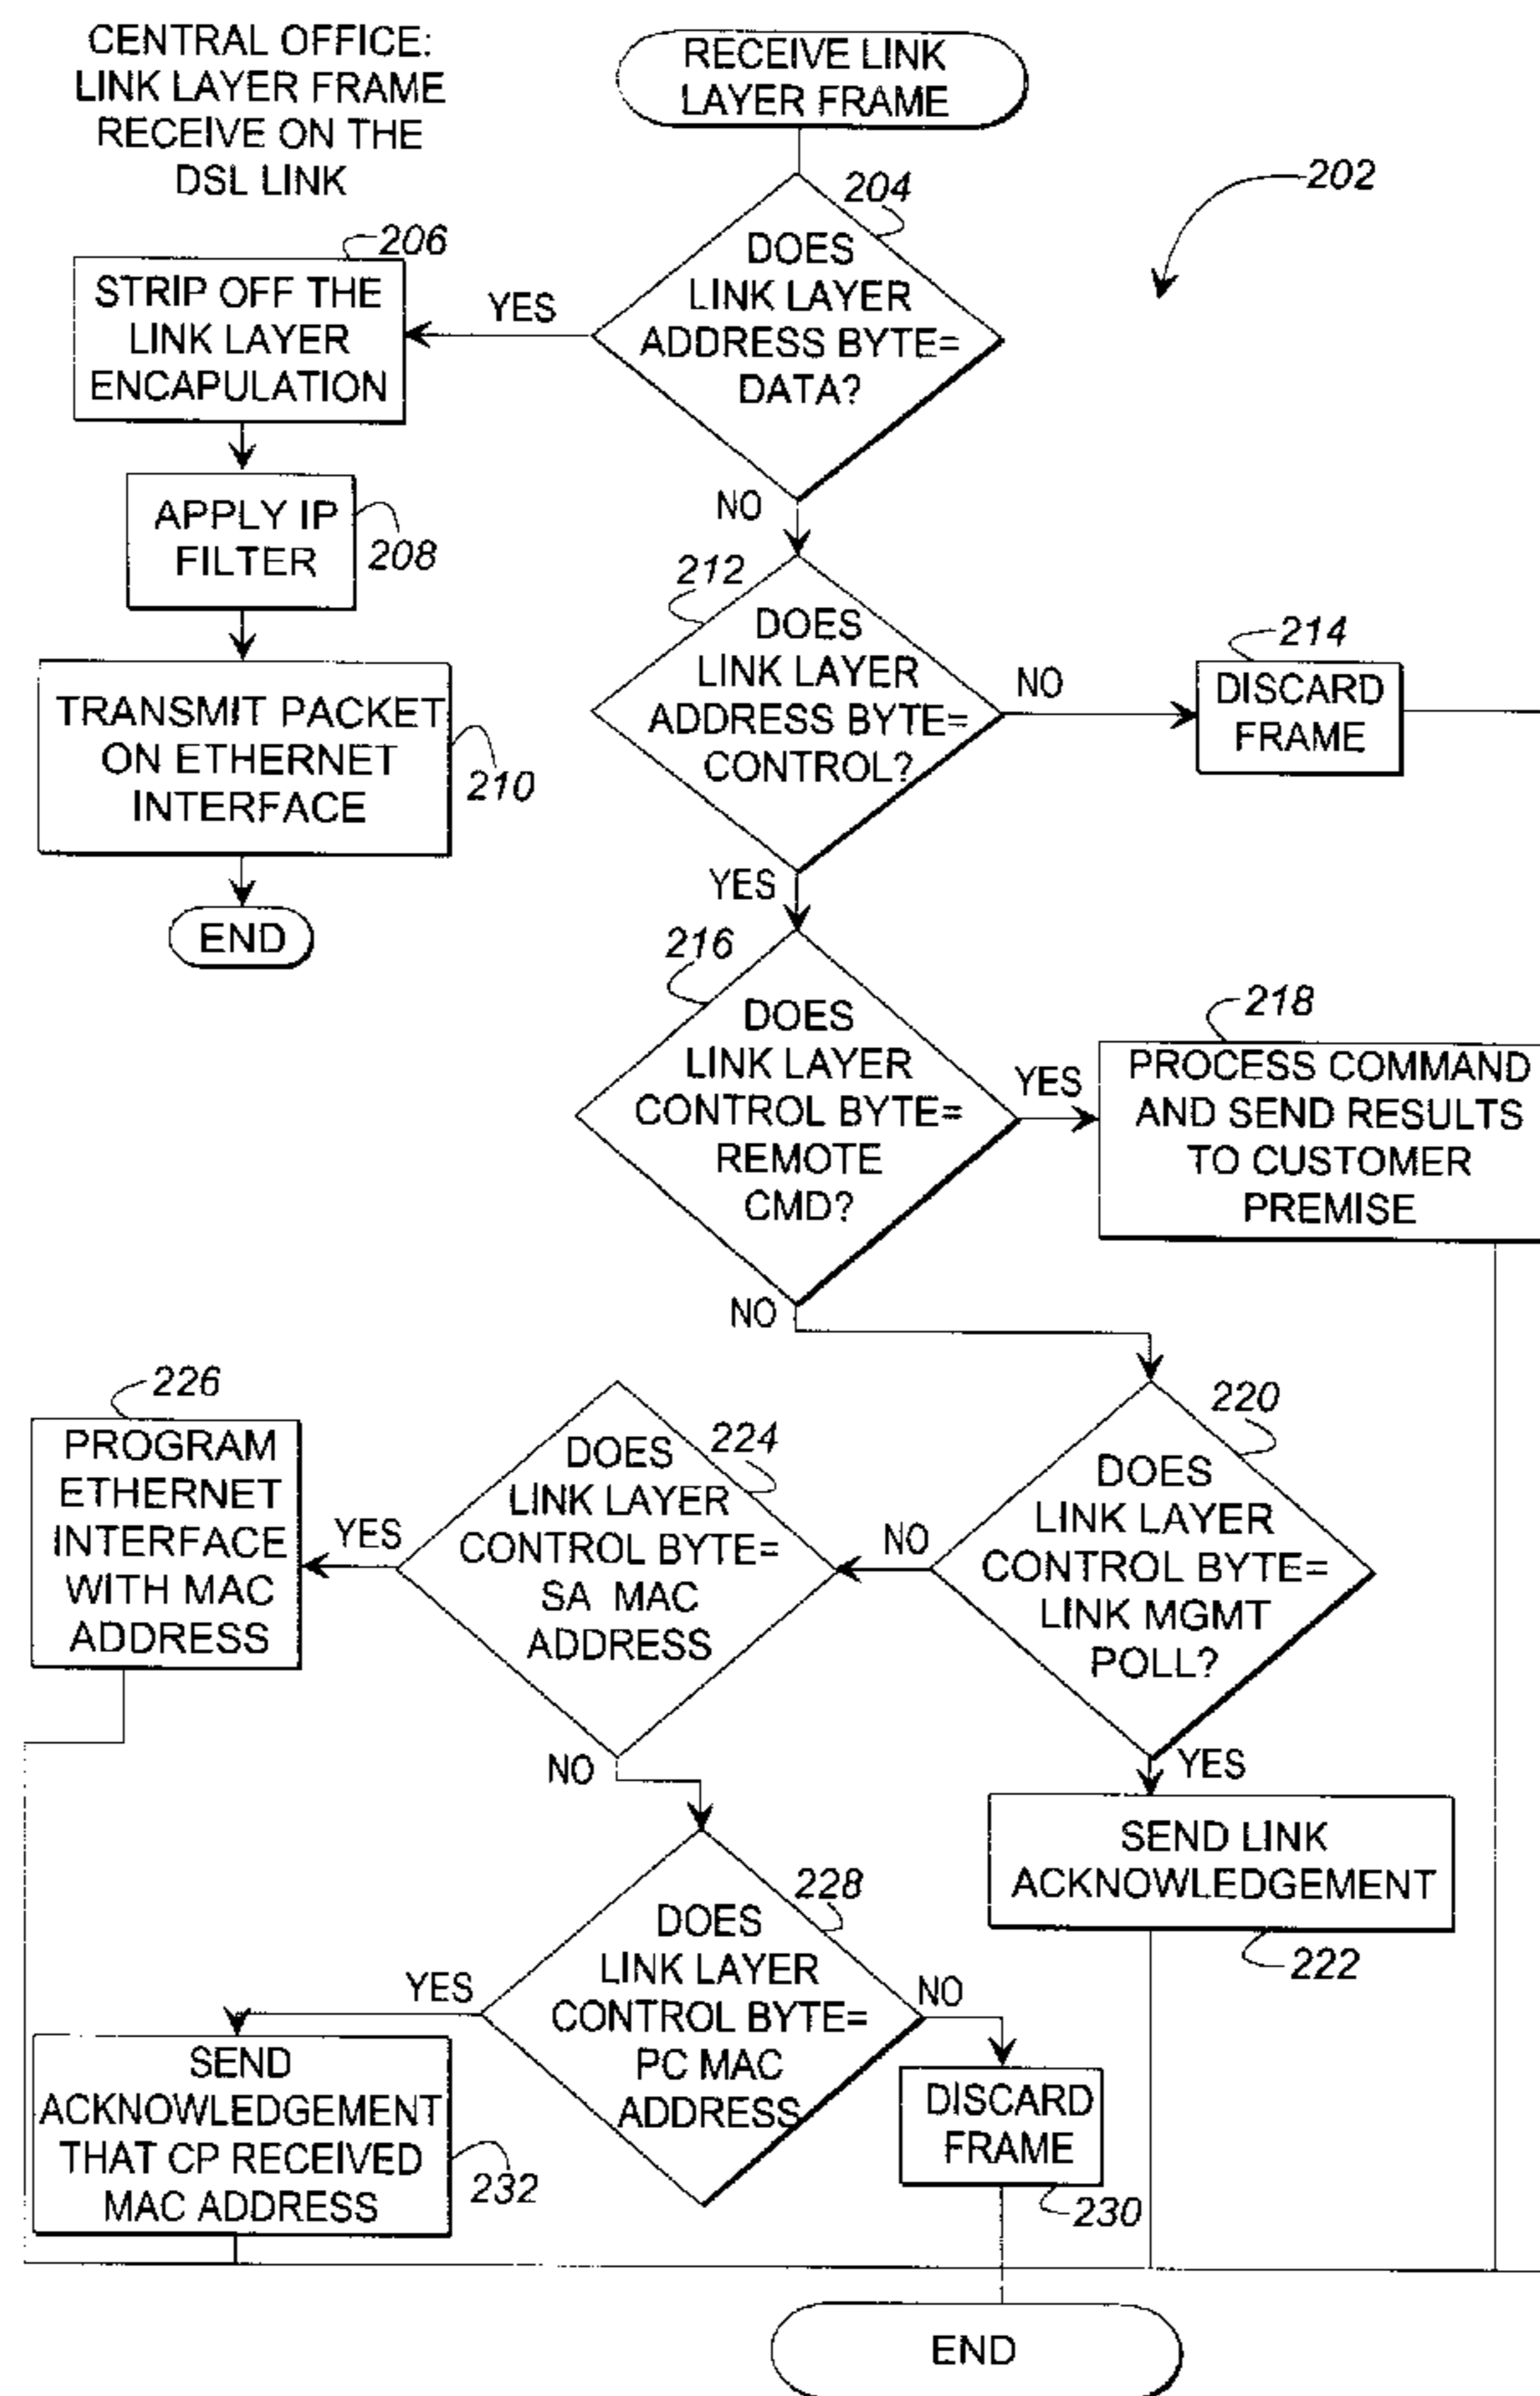 CENTRAL OFFICE:
LINK LAYER FRAME
RECEIVE ON THE
DSL LINK
RECEIVE LINK
LAYER FRAME
202
204
DOES
LINK LAYER
ADDRESS BYTE=
DATA?
YES
206
STRIP OFF THE
LINK LAYER
ENCAPULATION
208
APPLY IP
FILTER
210
TRANSMIT PACKET
ON ETHERNET
INTERFACE
END
NO
212
DOES
LINK LAYER
ADDRESS BYTE=
CONTROL?
NO
214
DISCARD
FRAME
YES
216
DOES
LINK LAYER
CONTROL BYTE=
REMOTE
CMD?
YES
218
PROCESS COMMAND
AND SEND RESULTS
TO CUSTOMER
PREMISE
NO
220
DOES
LINK LAYER
CONTROL BYTE=
LINK MGMT
POLL?
YES
SEND LINK
ACKNOWLEDGEMENT
222
NO
224
DOES
LINK LAYER
CONTROL BYTE=
SA MAC
ADDRESS
YES
226
PROGRAM
ETHERNET
INTERFACE
WITH MAC
ADDRESS
NO
228
DOES
LINK LAYER
CONTROL BYTE=
PC MAC
ADDRESS
YES
SEND
ACKNOWLEDGEMENT
THAT CP RECEIVED
MAC ADDRESS
232
NO
DISCARD
FRAME
230
END